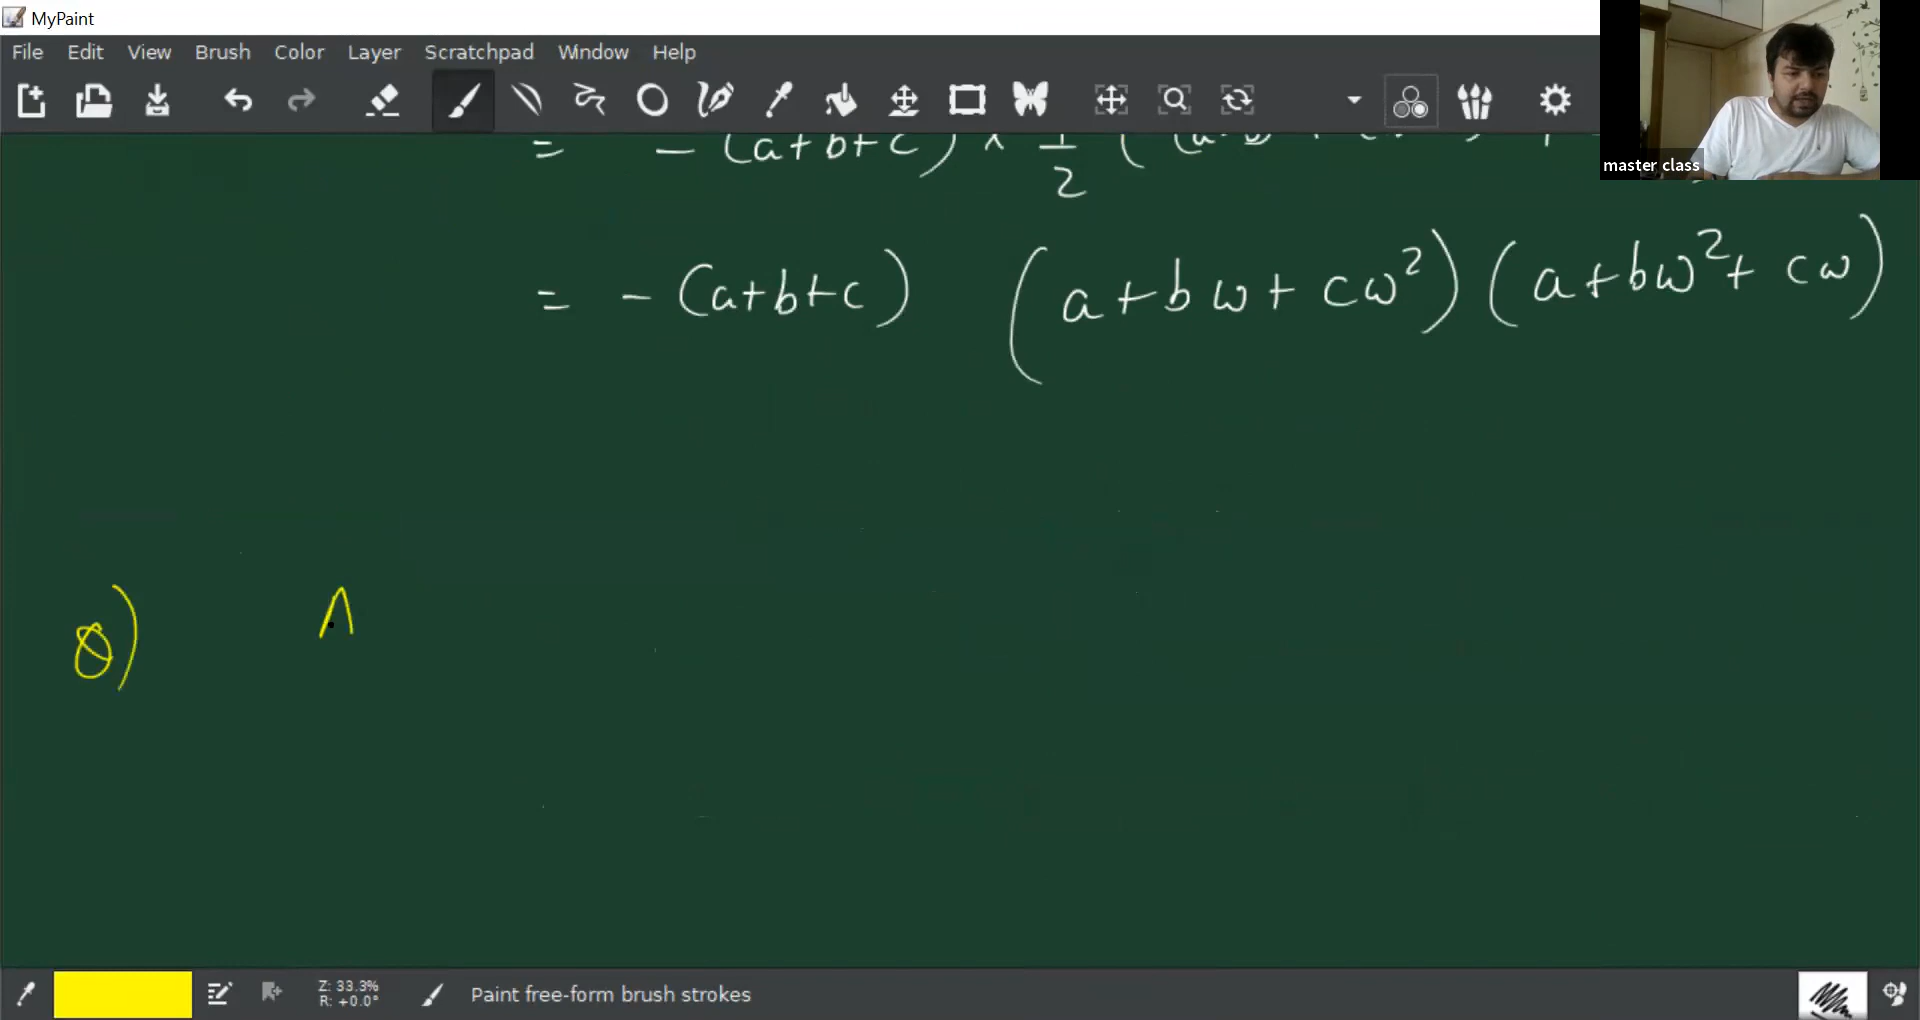 MyPaint
File Edit View Brush Color Layer Scratchpad Window Help
master class
= - (a+b+c) × 1/2 (
= - (a+b+c) (a+bω+cω²)(a+bω²+cω)
Q)
Z: 33.3%
R: +0.0°
Paint free-form brush strokes